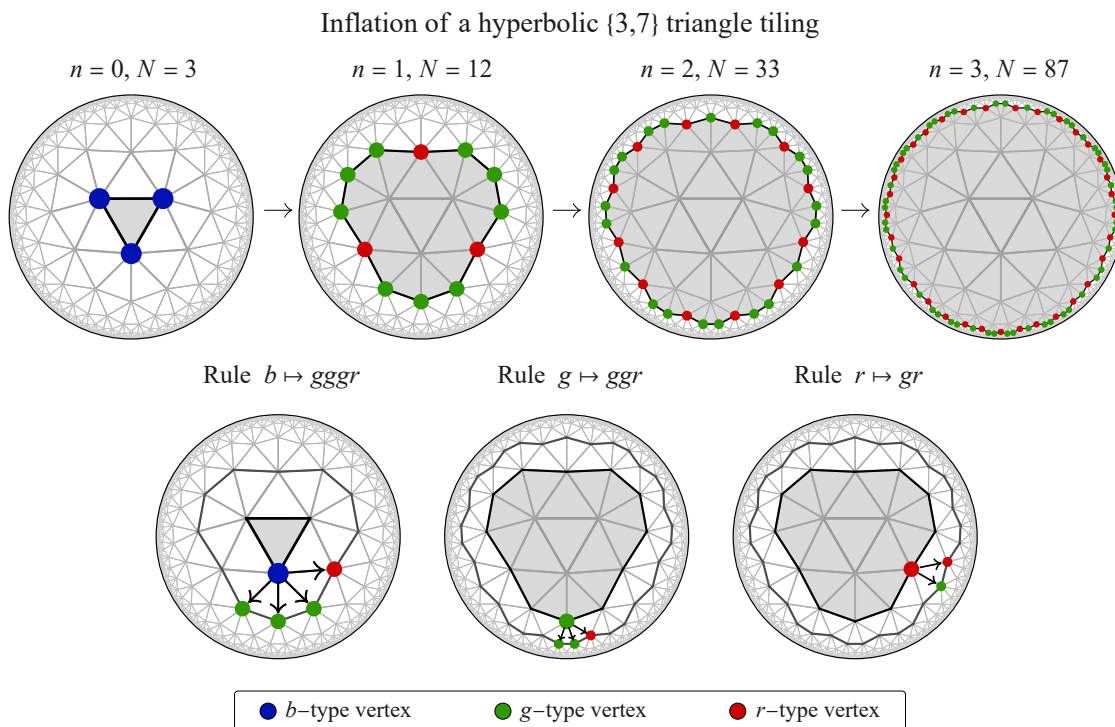 Inflation of a hyperbolic {3,7} triangle tiling
n = 0, N = 3
n = 1, N = 12
n = 2, N = 33
n = 3, N = 87
Rule b ↦ gggr
Rule g ↦ ggr
Rule r ↦ gr
b−type vertex
g−type vertex
r−type vertex